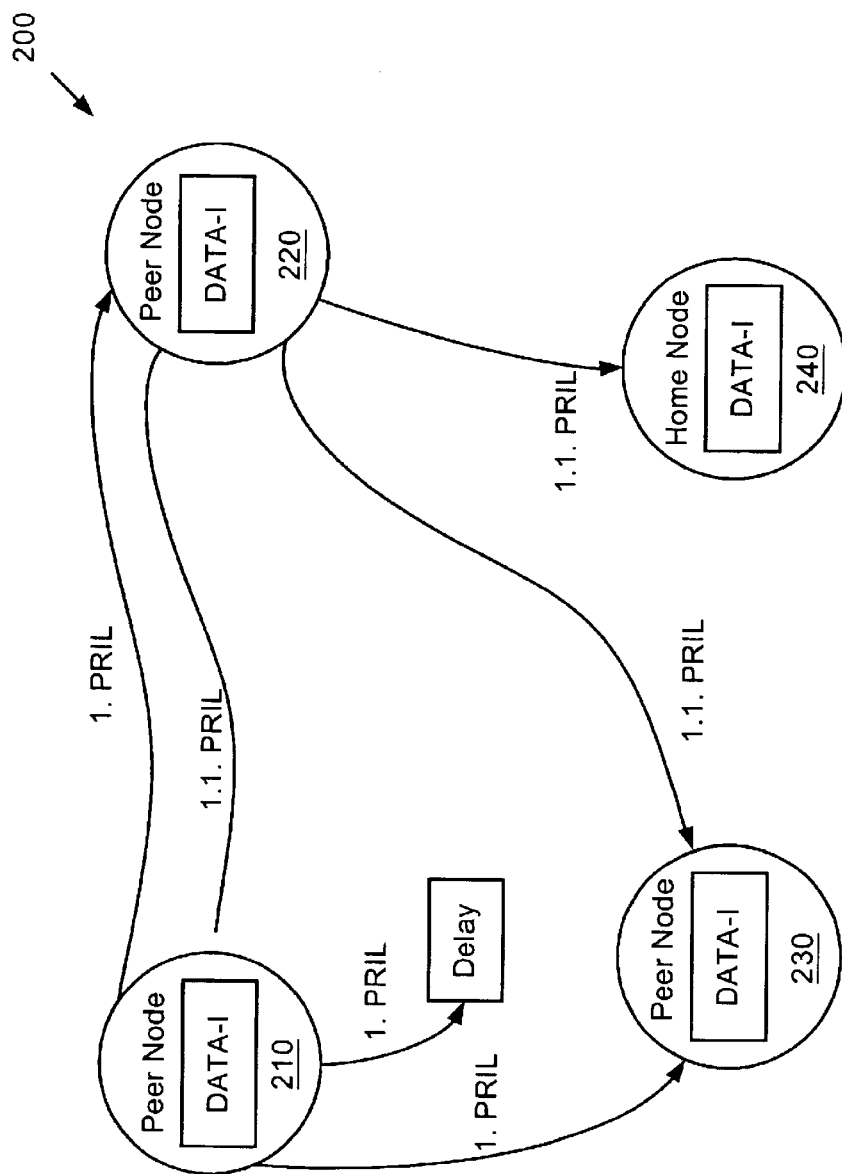 200
Peer Node
DATA-I
210
Peer Node
DATA-I
220
1. PRIL
1.1. PRIL
1. PRIL
Delay
1. PRIL
1.1. PRIL
1.1. PRIL
Peer Node
DATA-I
230
Home Node
DATA-I
240